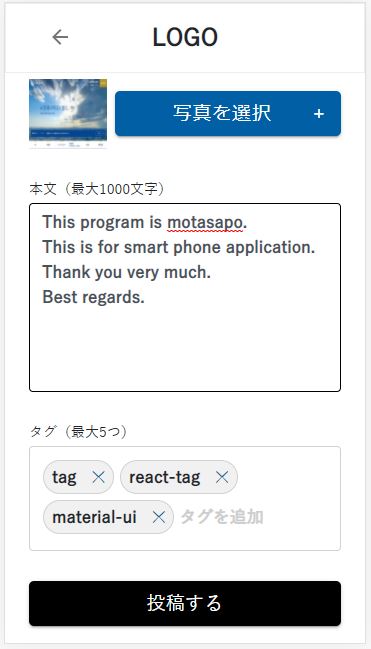 LOGO
写真を選択 +
本文（最大1000文字）
This program is motasapo.
This is for smart phone application.
Thank you very much.
Best regards.
タグ（最大5つ）
tag
react-tag
material-ui
タグを追加
投稿する